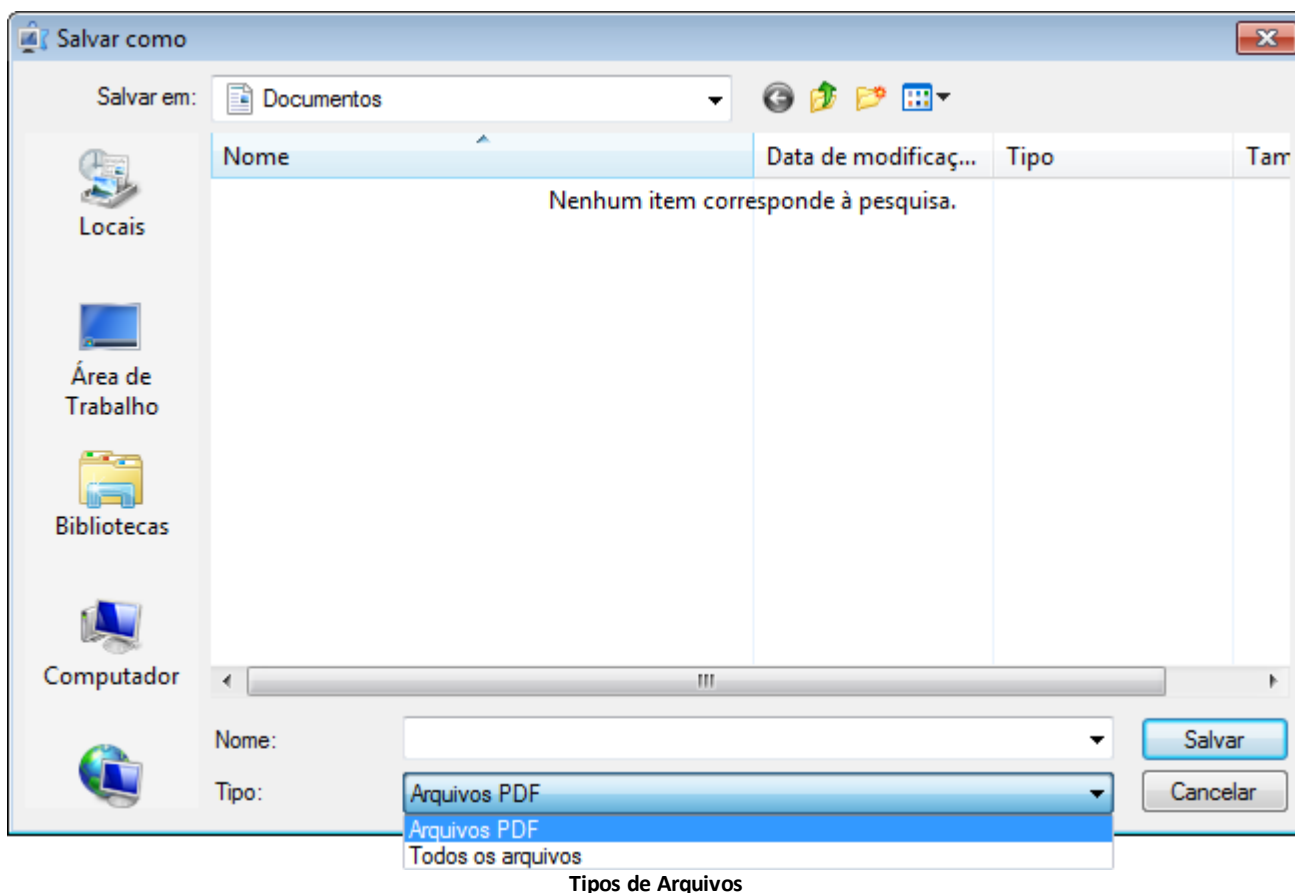 Salvar como
Salvar em:
Documentos
Nome
Data de modificaç...
Tipo
Tam
Nenhum item corresponde à pesquisa.
Locais
Área de
Trabalho
Bibliotecas
Computador
Nome:
Salvar
Tipo:
Arquivos PDF
Cancelar
Arquivos PDF
Todos os arquivos
Tipos de Arquivos